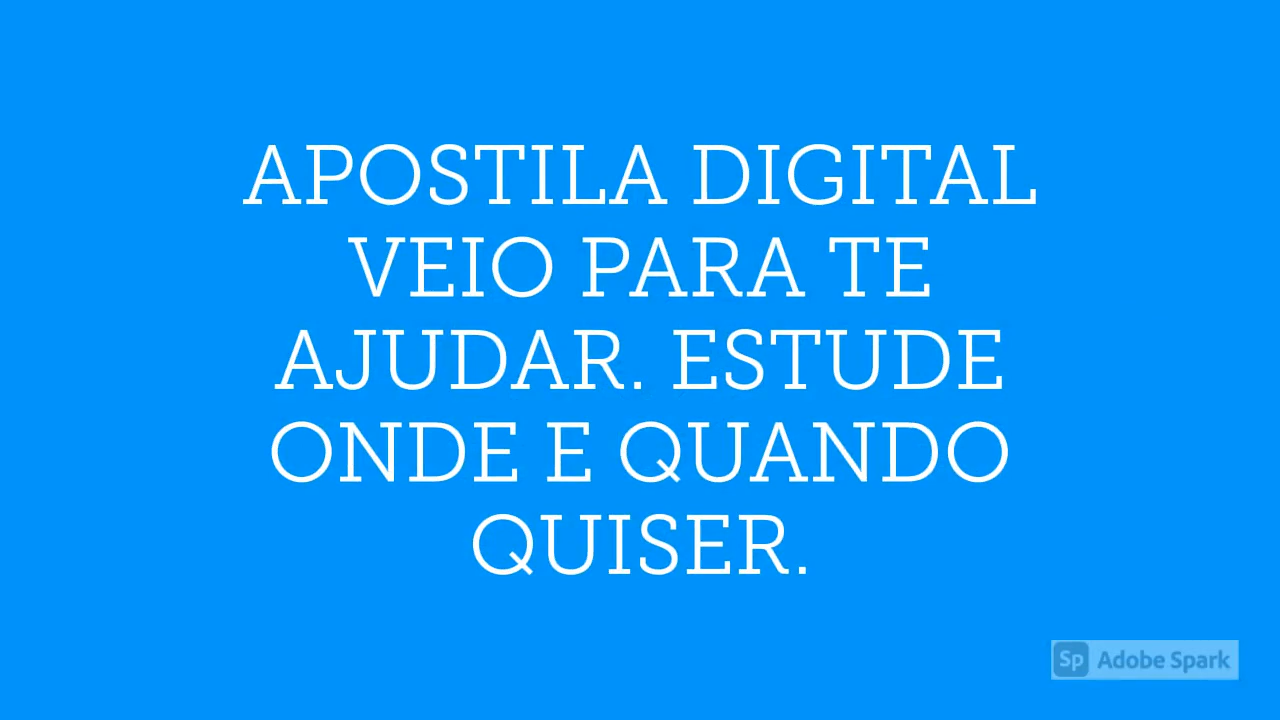 APOSTILA DIGITAL
VEIO PARA TE
AJUDAR. ESTUDE
ONDE E QUANDO
QUISER.
Sp Adobe Spark